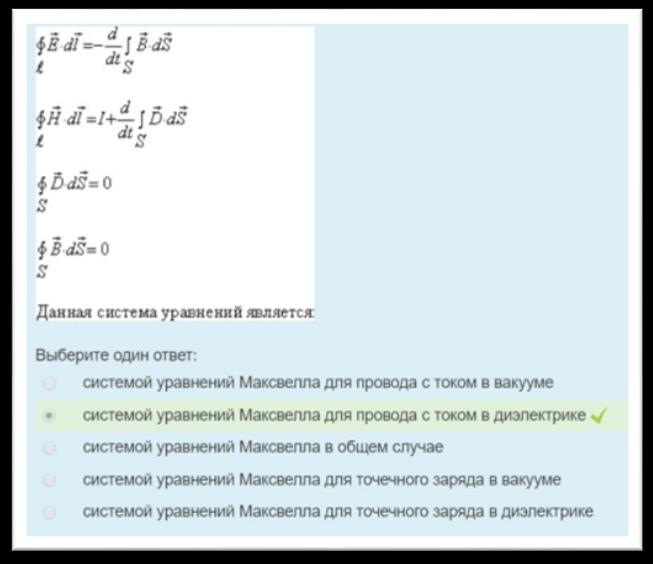 ∮E⃗·dl⃗=−d/dt∫B⃗·dS⃗
ℓ S
∮H⃗·dl⃗=I+d/dt∫D⃗·dS⃗
ℓ S
∮D⃗·dS⃗=0
S
∮B⃗·dS⃗=0
S
Данная система уравнений является:
Выберите один ответ:
системой уравнений Максвелла для провода с током в вакууме
системой уравнений Максвелла для провода с током в диэлектрике
системой уравнений Максвелла в общем случае
системой уравнений Максвелла для точечного заряда в вакууме
системой уравнений Максвелла для точечного заряда в диэлектрике